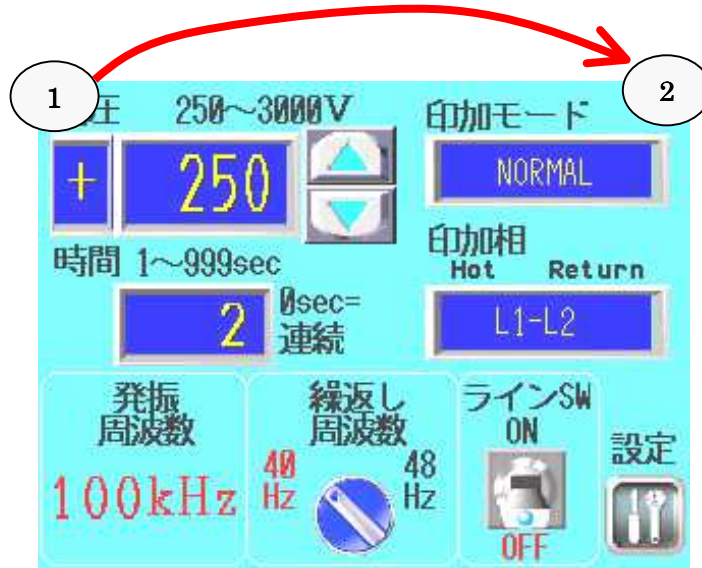 1
2
圧 250~3000V
+ 250
時間 1~999sec
2
0sec=
連続
印加モード
NORMAL
印加相
Hot Return
L1-L2
発振
周波数
100kHz
繰返し
周波数
40
Hz
48
Hz
ラインSW
ON
OFF
設定